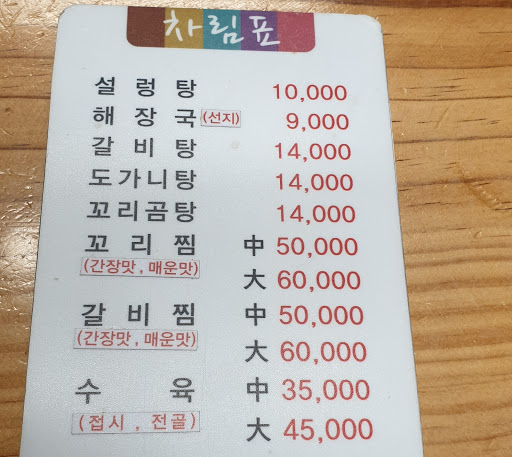 차림표
설렁탕 10,000
해장국(선지) 9,000
갈비탕 14,000
도가니탕 14,000
꼬리곰탕 14,000
꼬리찜 中 50,000
(간장맛, 매운맛) 大 60,000
갈비찜 中 50,000
(간장맛, 매운맛) 大 60,000
수육 中 35,000
(접시, 전골) 大 45,000